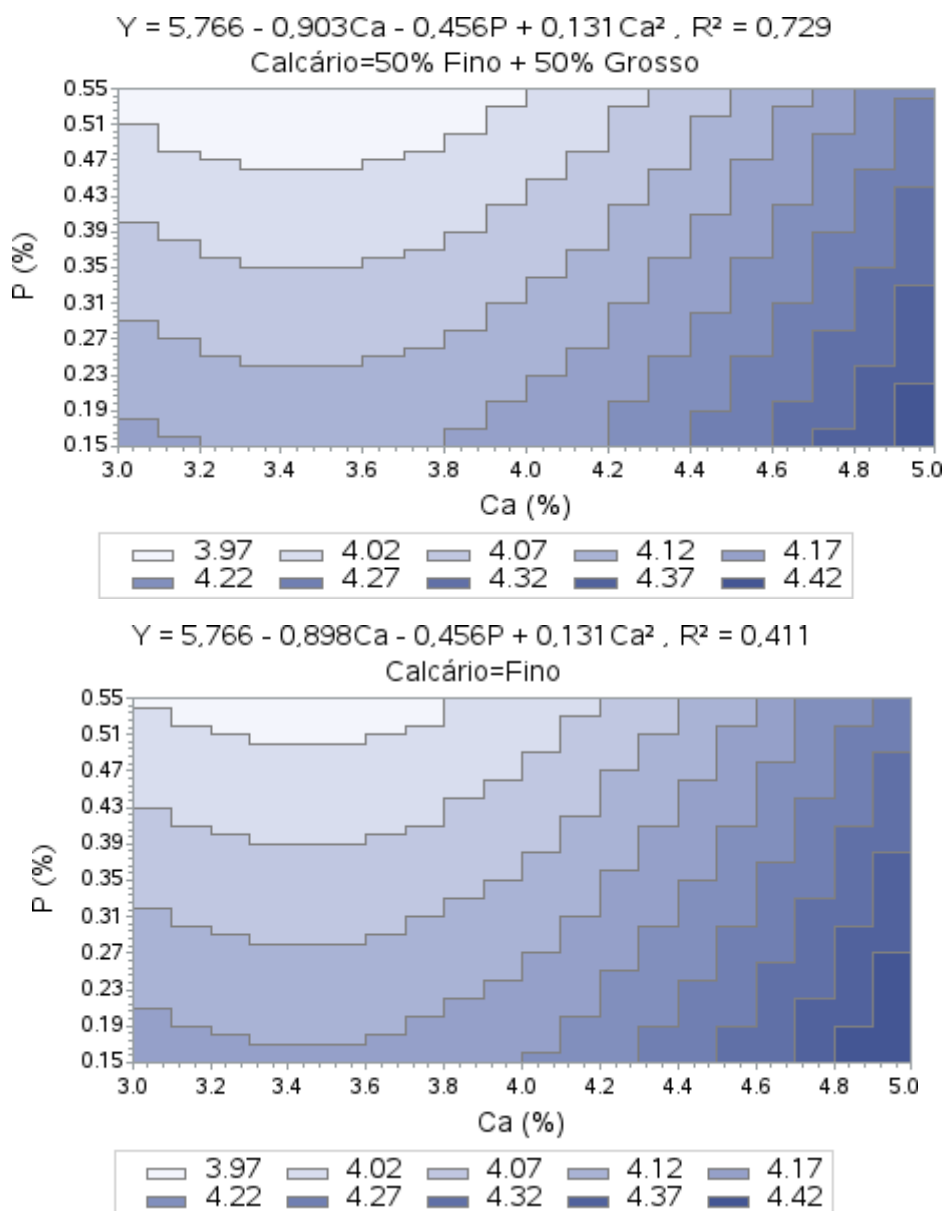 Y = 5,766 - 0,903Ca - 0,456P + 0,131Ca² , R² = 0,729
Calcário=50% Fino + 50% Grosso
0.55
0.51
0.47
0.43
0.39
0.35
0.31
0.27
0.23
0.19
0.15
P (%)
3.0 3.2 3.4 3.6 3.8 4.0 4.2 4.4 4.6 4.8 5.0
Ca (%)
3.97 4.02 4.07 4.12 4.17
4.22 4.27 4.32 4.37 4.42
Y = 5,766 - 0,898Ca - 0,456P + 0,131Ca² , R² = 0,411
Calcário=Fino
0.55
0.51
0.47
0.43
0.39
0.35
0.31
0.27
0.23
0.19
0.15
P (%)
3.0 3.2 3.4 3.6 3.8 4.0 4.2 4.4 4.6 4.8 5.0
Ca (%)
3.97 4.02 4.07 4.12 4.17
4.22 4.27 4.32 4.37 4.42